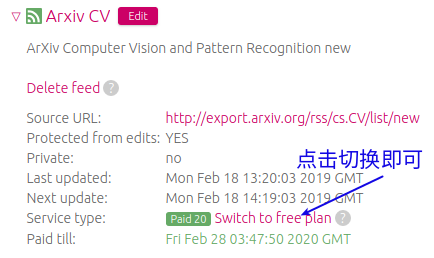 Arxiv CV Edit
ArXiv Computer Vision and Pattern Recognition new
Delete feed ?
Source URL: http://export.arxiv.org/rss/cs.CV/list/new
Protected from edits: YES
Private: no
点击切换即可
Last updated: Mon Feb 18 13:20:03 2019 GMT
Next update: Mon Feb 18 14:19:03 2019 GMT
Service type: Paid 20 Switch to free plan ?
Paid till: Fri Feb 28 03:47:50 2020 GMT